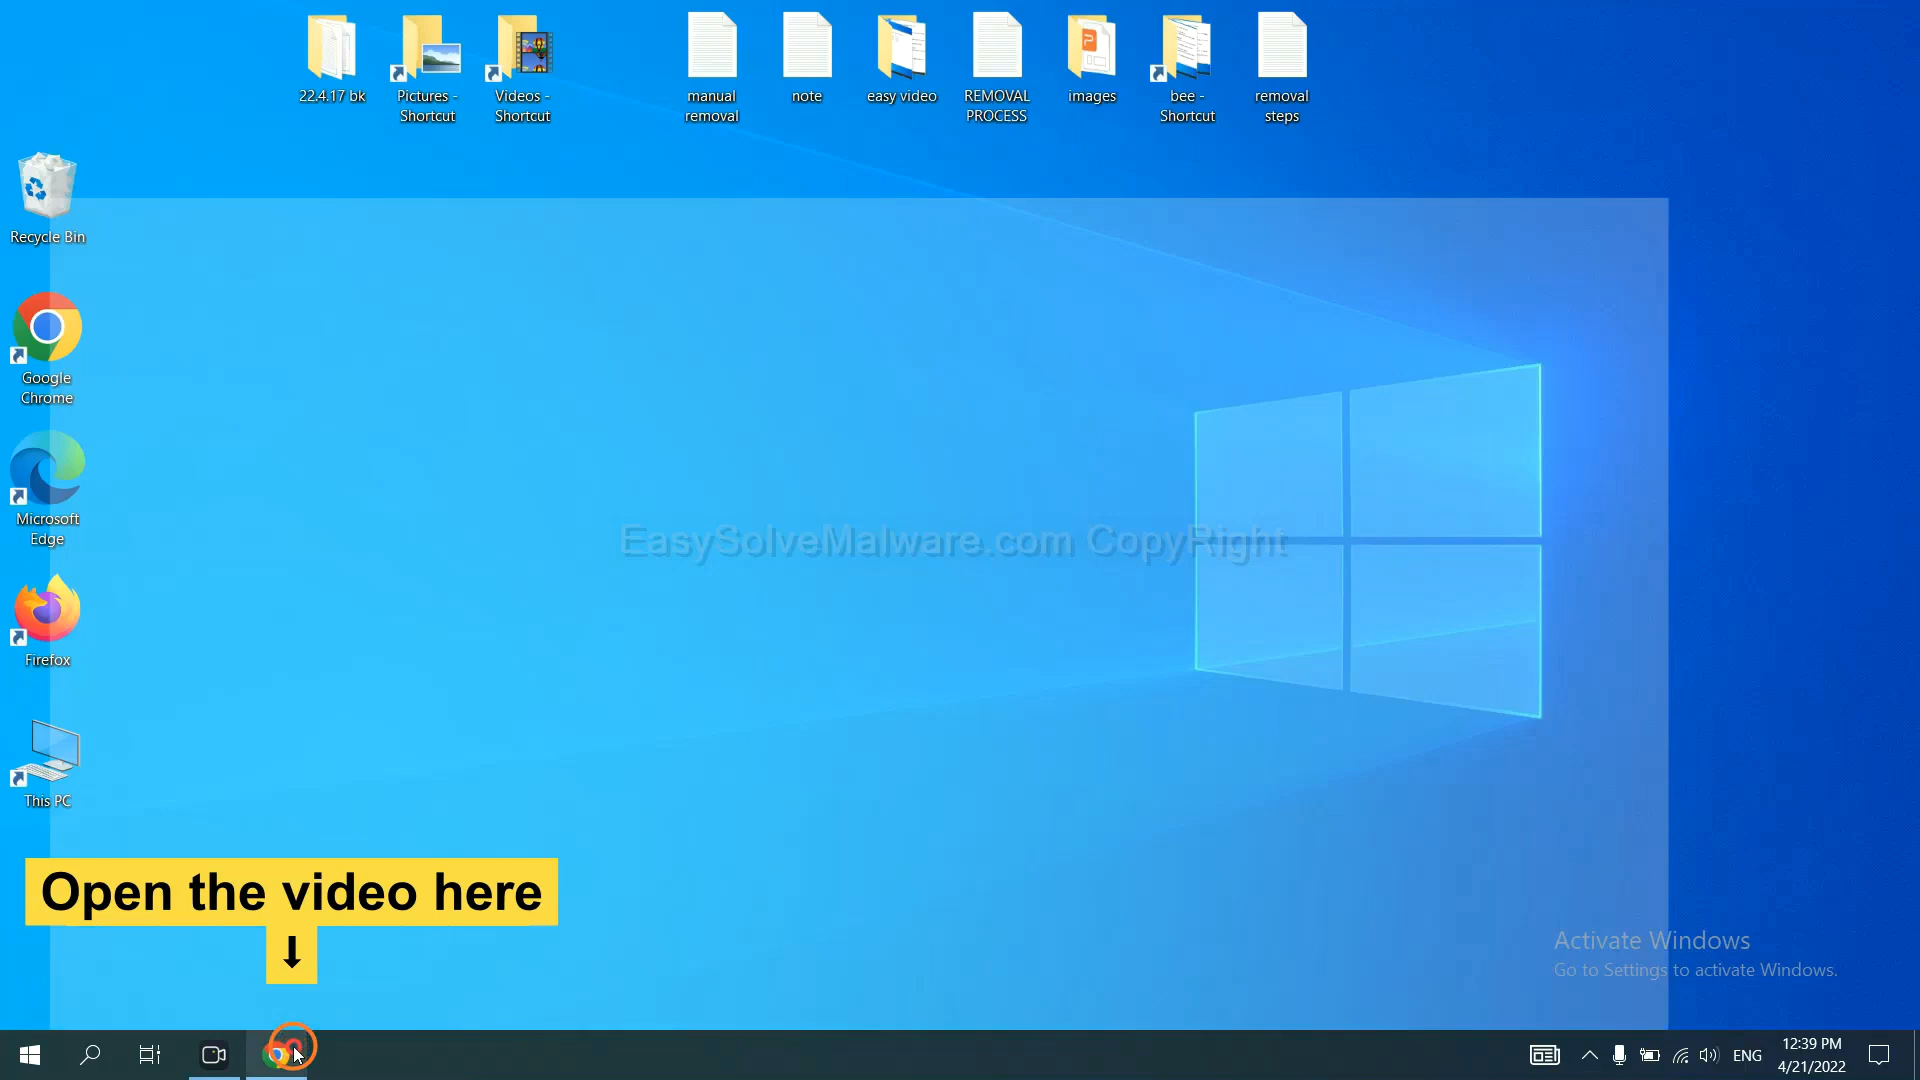 22.4.17 bk
Pictures -
Shortcut
Videos -
Shortcut
manual
removal
note
easy video
REMOVAL
PROCESS
images
bee -
Shortcut
removal
steps
Recycle Bin
Google
Chrome
Microsoft
Edge
Firefox
This PC
EasySolveMalware.com CopyRight
Open the video here
Activate Windows
Go to Settings to activate Windows.
ENG
12:39 PM
4/21/2022